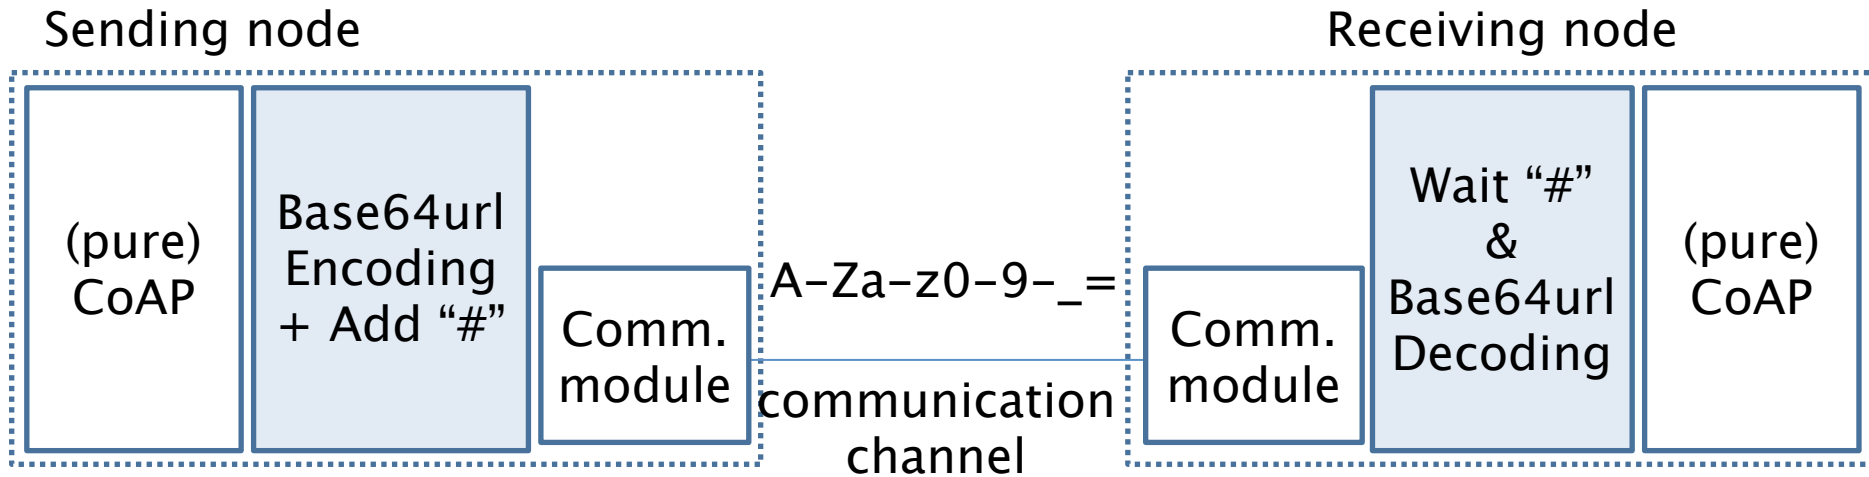 Sending node
Receiving node
(pure)
CoAP
Base64url
Encoding
+ Add “#”
Comm.
module
A-Za-z0-9-_=
communication
channel
Comm.
module
Wait “#”
&
Base64url
Decoding
(pure)
CoAP